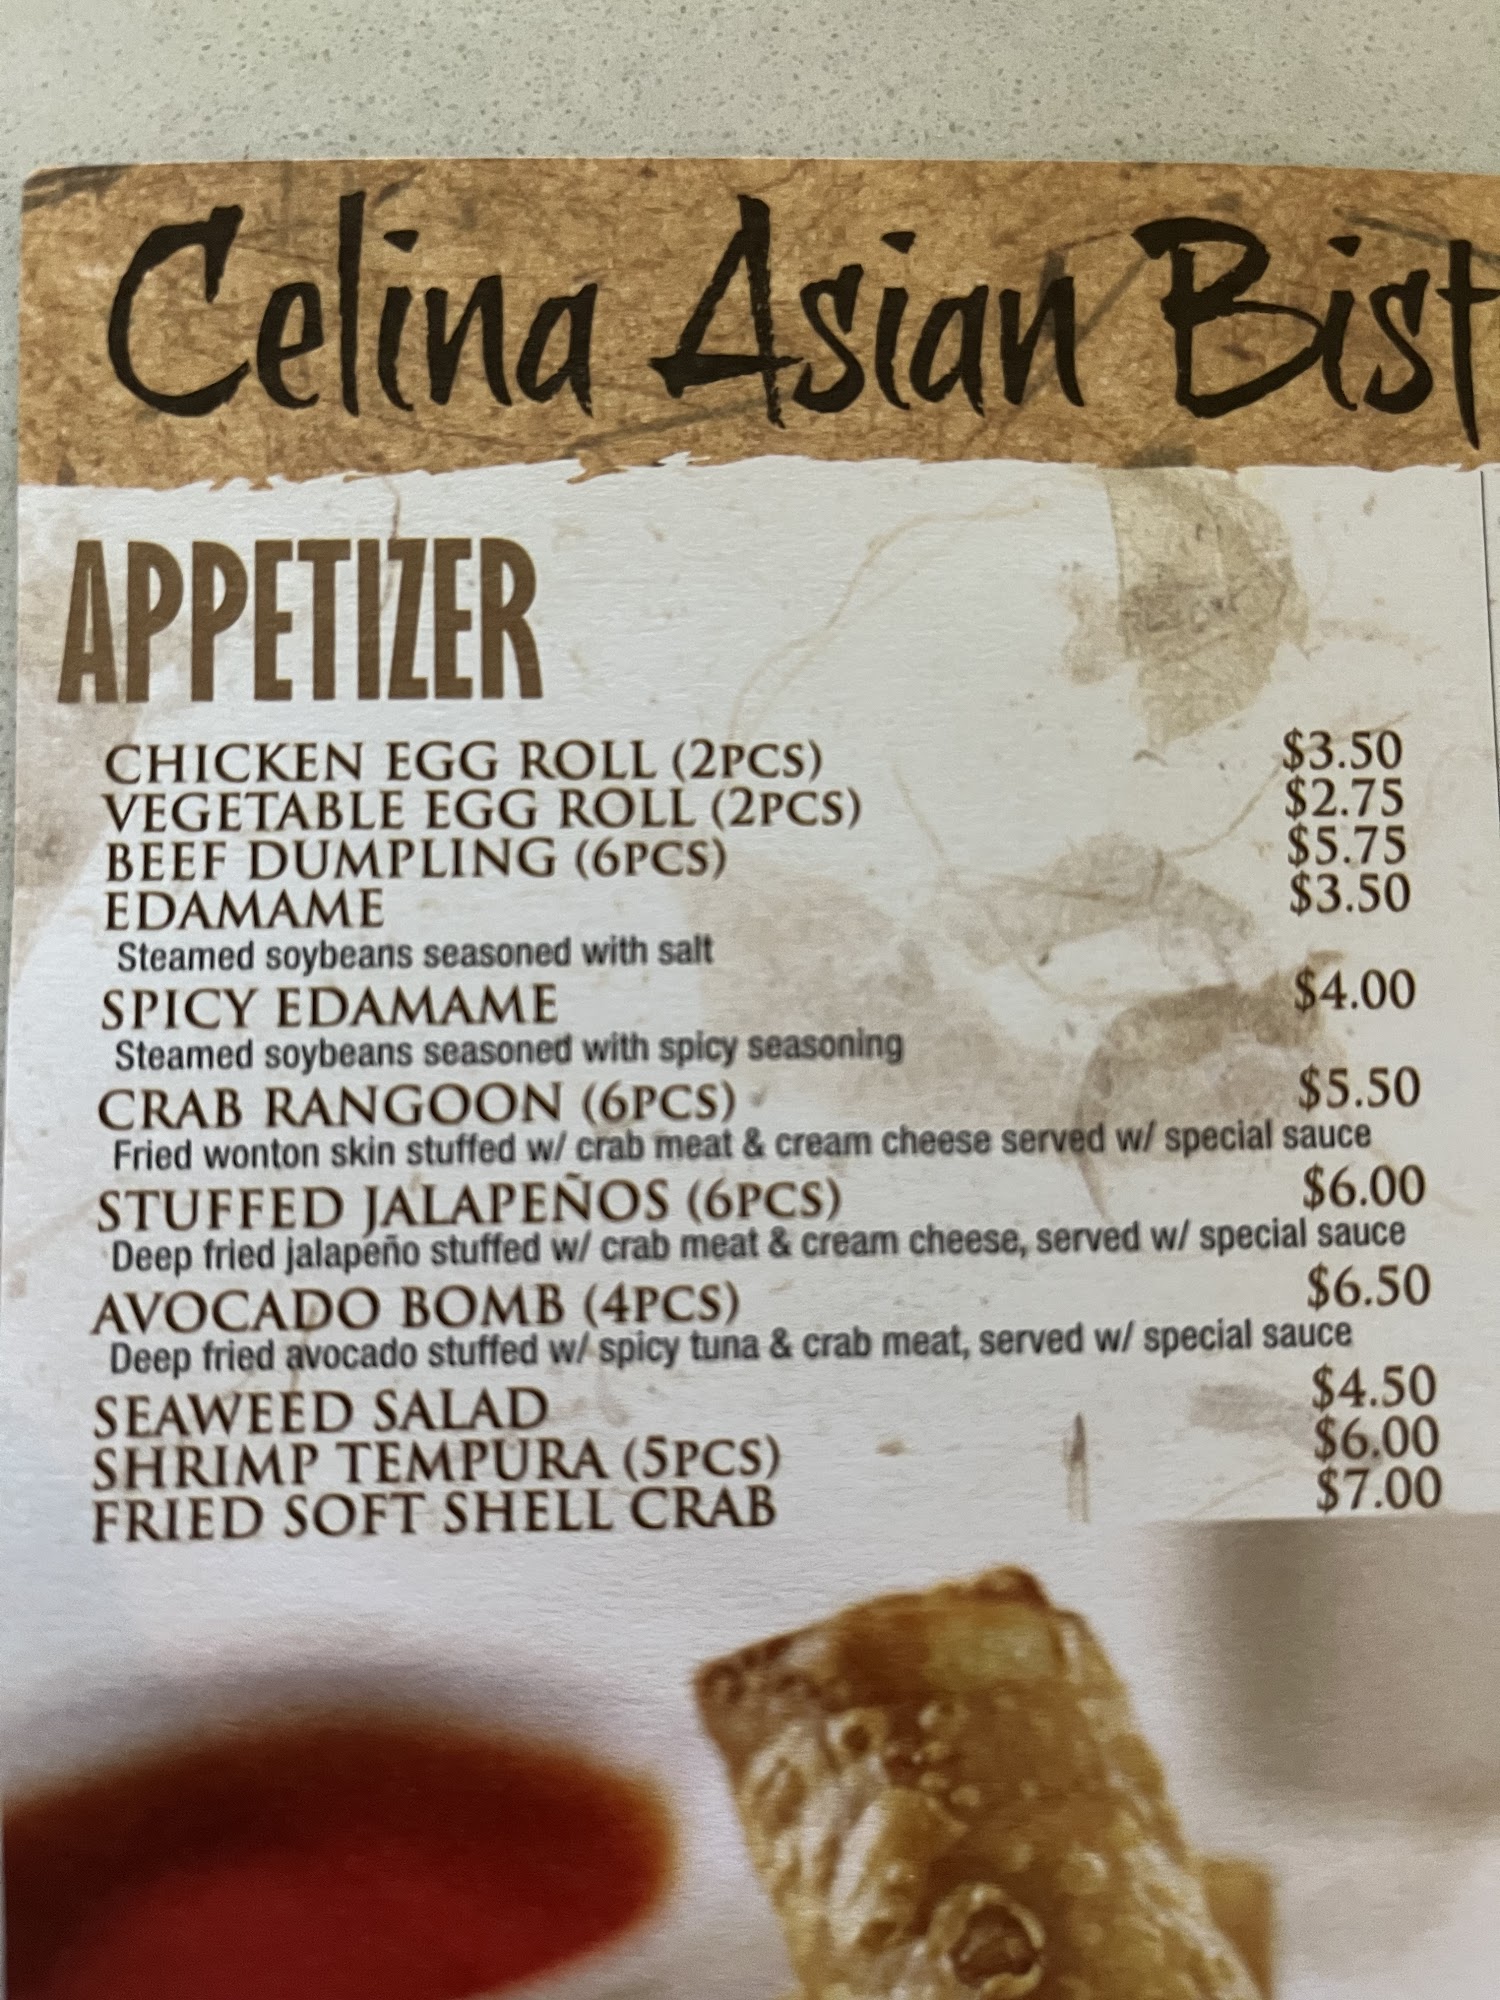 Celina Asian Bist
APPETIZER
CHICKEN EGG ROLL (2PCS) $3.50
VEGETABLE EGG ROLL (2PCS) $2.75
BEEF DUMPLING (6PCS) $5.75
EDAMAME $3.50
Steamed soybeans seasoned with salt
SPICY EDAMAME $4.00
Steamed soybeans seasoned with spicy seasoning
CRAB RANGOON (6PCS) $5.50
Fried wonton skin stuffed w/ crab meat & cream cheese served w/ special sauce
STUFFED JALAPEÑOS (6PCS) $6.00
Deep fried jalapeño stuffed w/ crab meat & cream cheese, served w/ special sauce
AVOCADO BOMB (4PCS) $6.50
Deep fried avocado stuffed w/ spicy tuna & crab meat, served w/ special sauce
SEAWEED SALAD $4.50
SHRIMP TEMPURA (5PCS) $6.00
FRIED SOFT SHELL CRAB $7.00